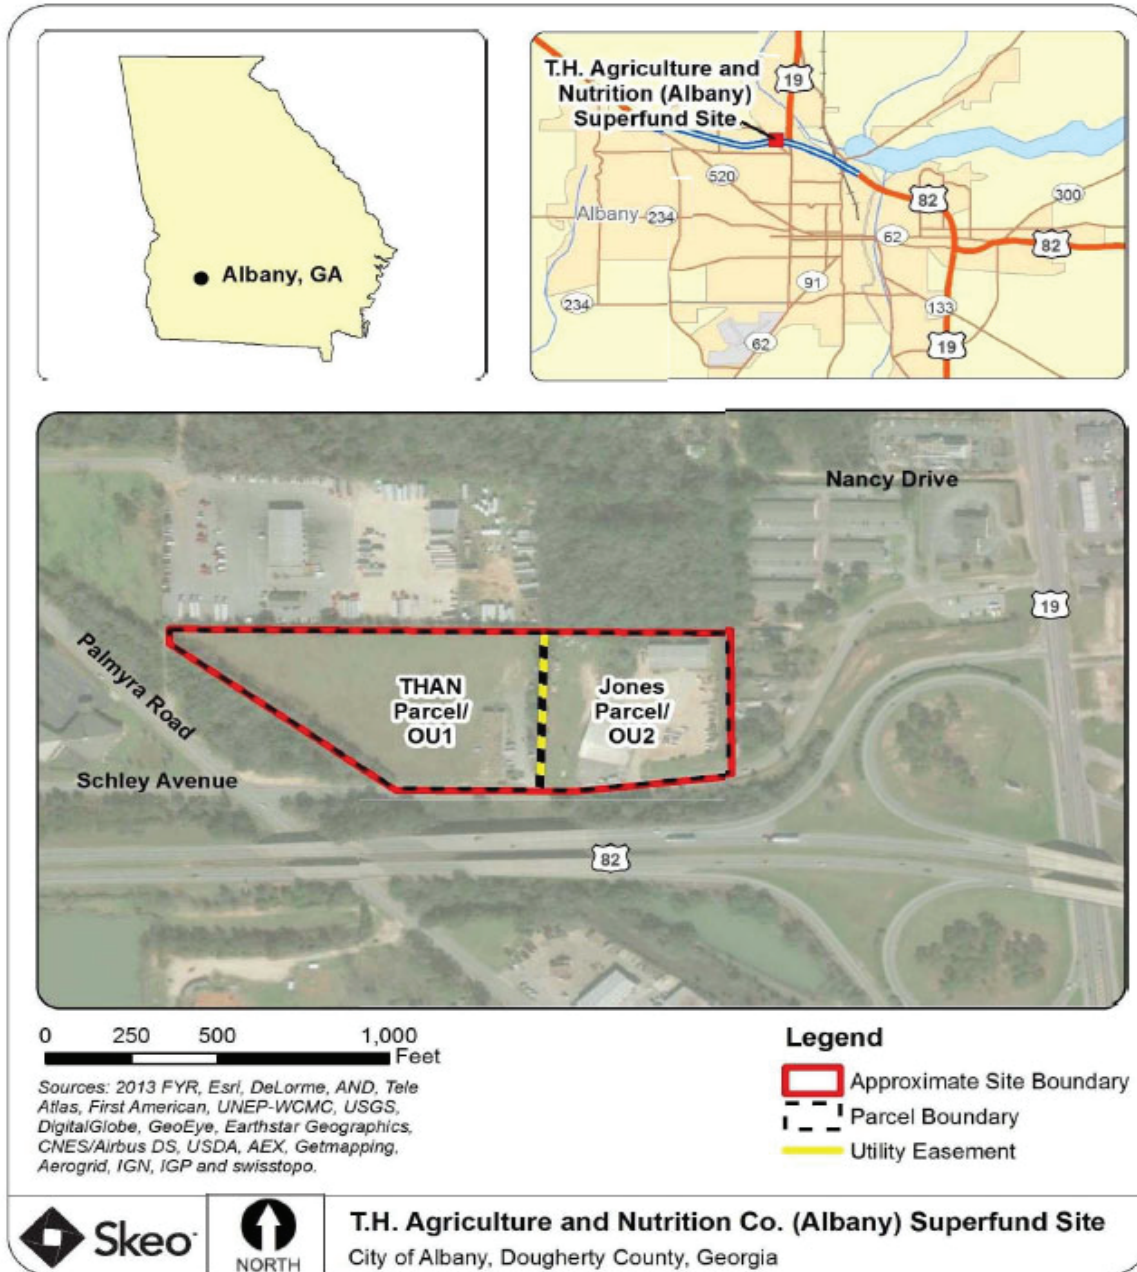 Albany, GA
T.H. Agriculture and
Nutrition (Albany)
Superfund Site
19
520
Albany
234
82
300
62
82
91
234
133
19
62
Nancy Drive
19
Palmyra Road
THAN
Parcel/
OU1
Jones
Parcel/
OU2
Schley Avenue
82
0 250 500 1,000
Feet
Sources: 2013 FYR, Esri, DeLorme, AND, Tele
Atlas, First American, UNEP-WCMC, USGS,
DigitalGlobe, GeoEye, Earthstar Geographics,
CNES/Airbus DS, USDA, AEX, Getmapping,
Aerogrid, IGN, IGP and swisstopo.
Legend
Approximate Site Boundary
Parcel Boundary
Utility Easement
Skeo
NORTH
T.H. Agriculture and Nutrition Co. (Albany) Superfund Site
City of Albany, Dougherty County, Georgia